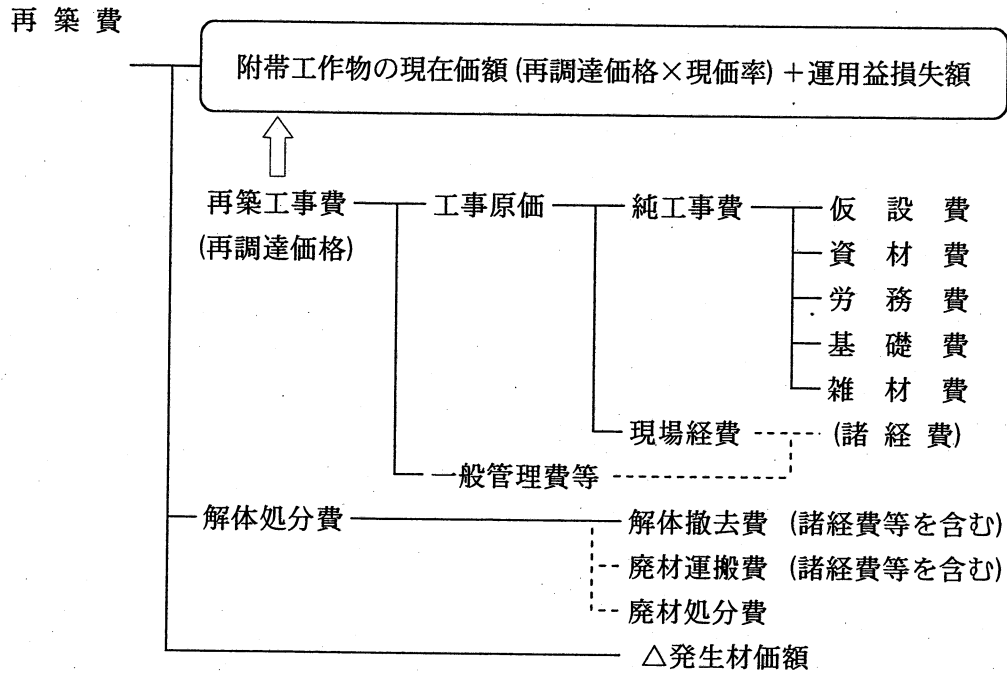 再築費
附帯工作物の現在価額(再調達価格×現価率)+運用益損失額
再築工事費 工事原価 純工事費 仮設費
(再調達価格) 資材費
労務費
基礎費
雑材費
現場経費 (諸経費)
一般管理費等
解体処分費 解体撤去費 (諸経費等を含む)
廃材運搬費 (諸経費等を含む)
廃材処分費
△発生材価額